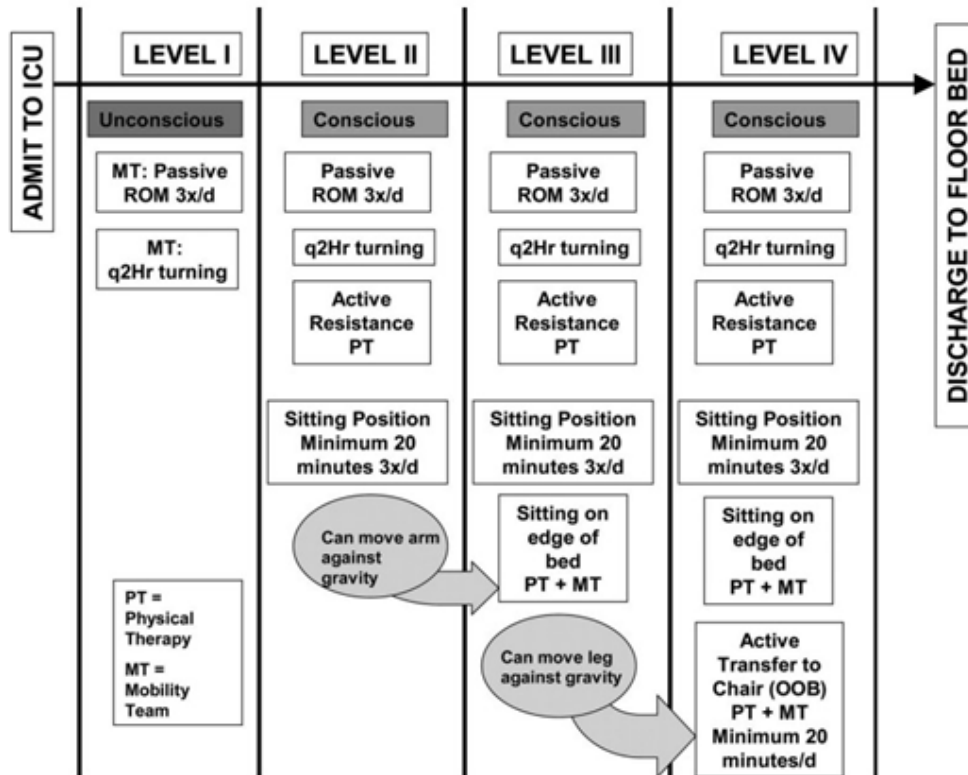 ADMIT TO ICU
LEVEL I
Unconscious
MT: Passive
ROM 3x/d
MT:
q2Hr turning
PT =
Physical
Therapy
MT =
Mobility
Team
LEVEL II
Conscious
Passive
ROM 3x/d
q2Hr turning
Active
Resistance
PT
Sitting Position
Minimum 20
minutes 3x/d
Can move arm
against
gravity
LEVEL III
Conscious
Passive
ROM 3x/d
q2Hr turning
Active
Resistance
PT
Sitting Position
Minimum 20
minutes 3x/d
Sitting on
edge of
bed
PT + MT
Can move leg
against gravity
LEVEL IV
Conscious
Passive
ROM 3x/d
q2Hr turning
Active
Resistance
PT
Sitting Position
Minimum 20
minutes 3x/d
Sitting on
edge of
bed
PT + MT
Active
Transfer to
Chair (OOB)
PT + MT
Minimum 20
minutes/d
DISCHARGE TO FLOOR BED